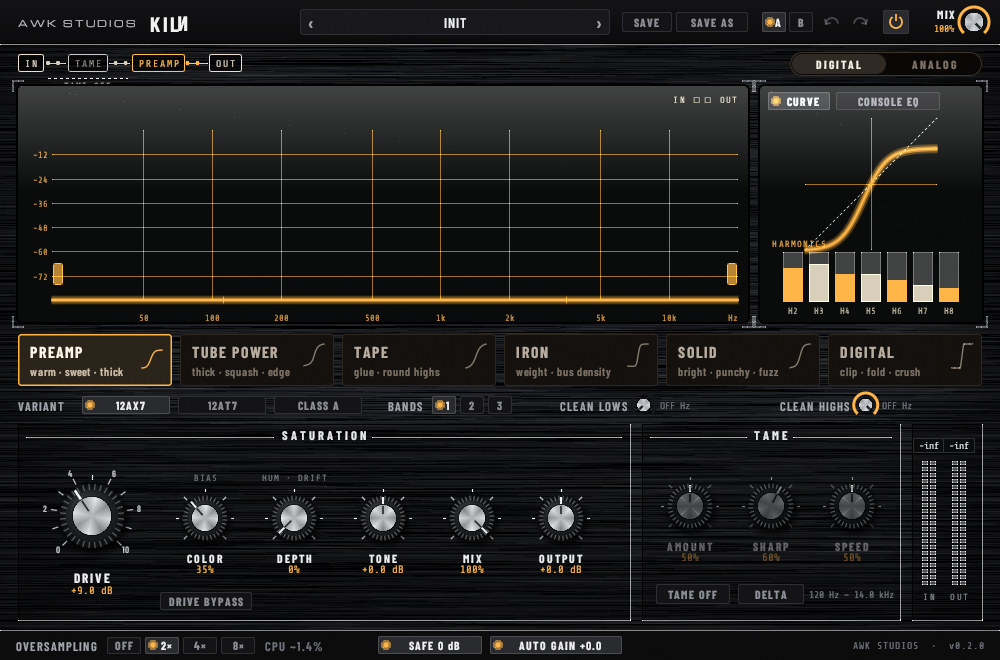 AWK STUDIOS KILN
‹ INIT ›
SAVE SAVE AS
A B
MIX
100%
IN TAME PREAMP OUT
DIGITAL ANALOG
IN OUT
-12
-24
-36
-48
-60
-72
50 100 200 500 1k 2k 5k 10k Hz
CURVE CONSOLE EQ
HARMONICS
H2 H3 H4 H5 H6 H7 H8
PREAMP
warm · sweet · thick
TUBE POWER
thick · squash · edge
TAPE
glue · round highs
IRON
weight · bus density
SOLID
bright · punchy · fuzz
DIGITAL
clip · fold · crush
VARIANT 12AX7 12AT7 CLASS A BANDS 1 2 3 CLEAN LOWS OFF Hz CLEAN HIGHS OFF Hz
SATURATION
0 2 4 6 8 10
DRIVE
+9.0 dB
BIAS
COLOR
35%
HUM · DRIFT
DEPTH
0%
TONE
+0.0 dB
MIX
100%
OUTPUT
+0.0 dB
DRIVE BYPASS
TAME
AMOUNT
50%
SHARP
60%
SPEED
50%
TAME OFF DELTA 120 Hz – 14.0 kHz
-inf -inf
IN OUT
OVERSAMPLING OFF 2× 4× 8× CPU ~1.4% SAFE 0 dB AUTO GAIN +0.0 AWK STUDIOS · v0.2.0